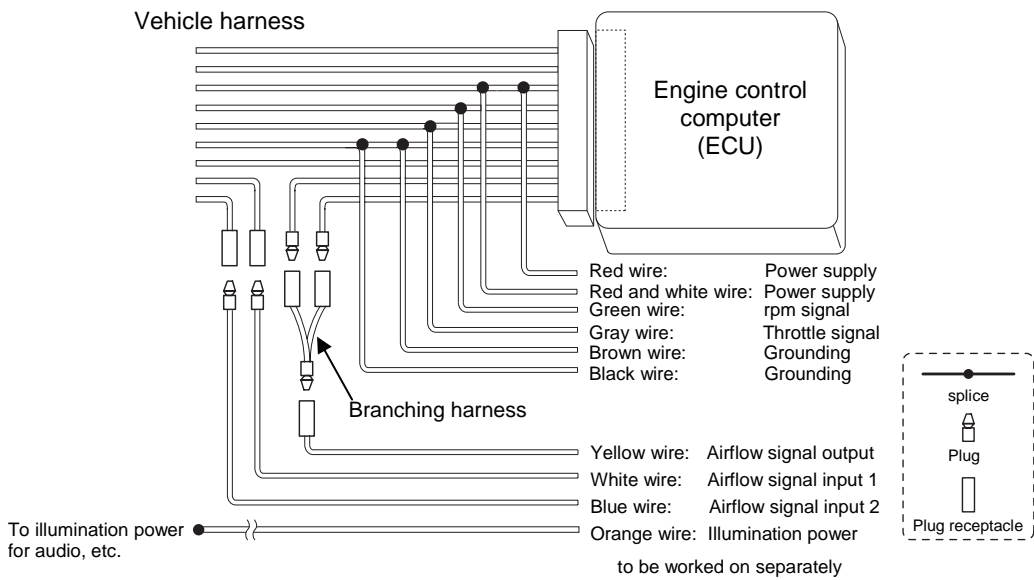 Vehicle harness
Engine control
computer
(ECU)
Red wire: Power supply
Red and white wire: Power supply
Green wire: rpm signal
Gray wire: Throttle signal
Brown wire: Grounding
Black wire: Grounding
Branching harness
Yellow wire: Airflow signal output
White wire: Airflow signal input 1
Blue wire: Airflow signal input 2
To illumination power
for audio, etc.
Orange wire: Illumination power
to be worked on separately
splice
Plug
Plug receptacle